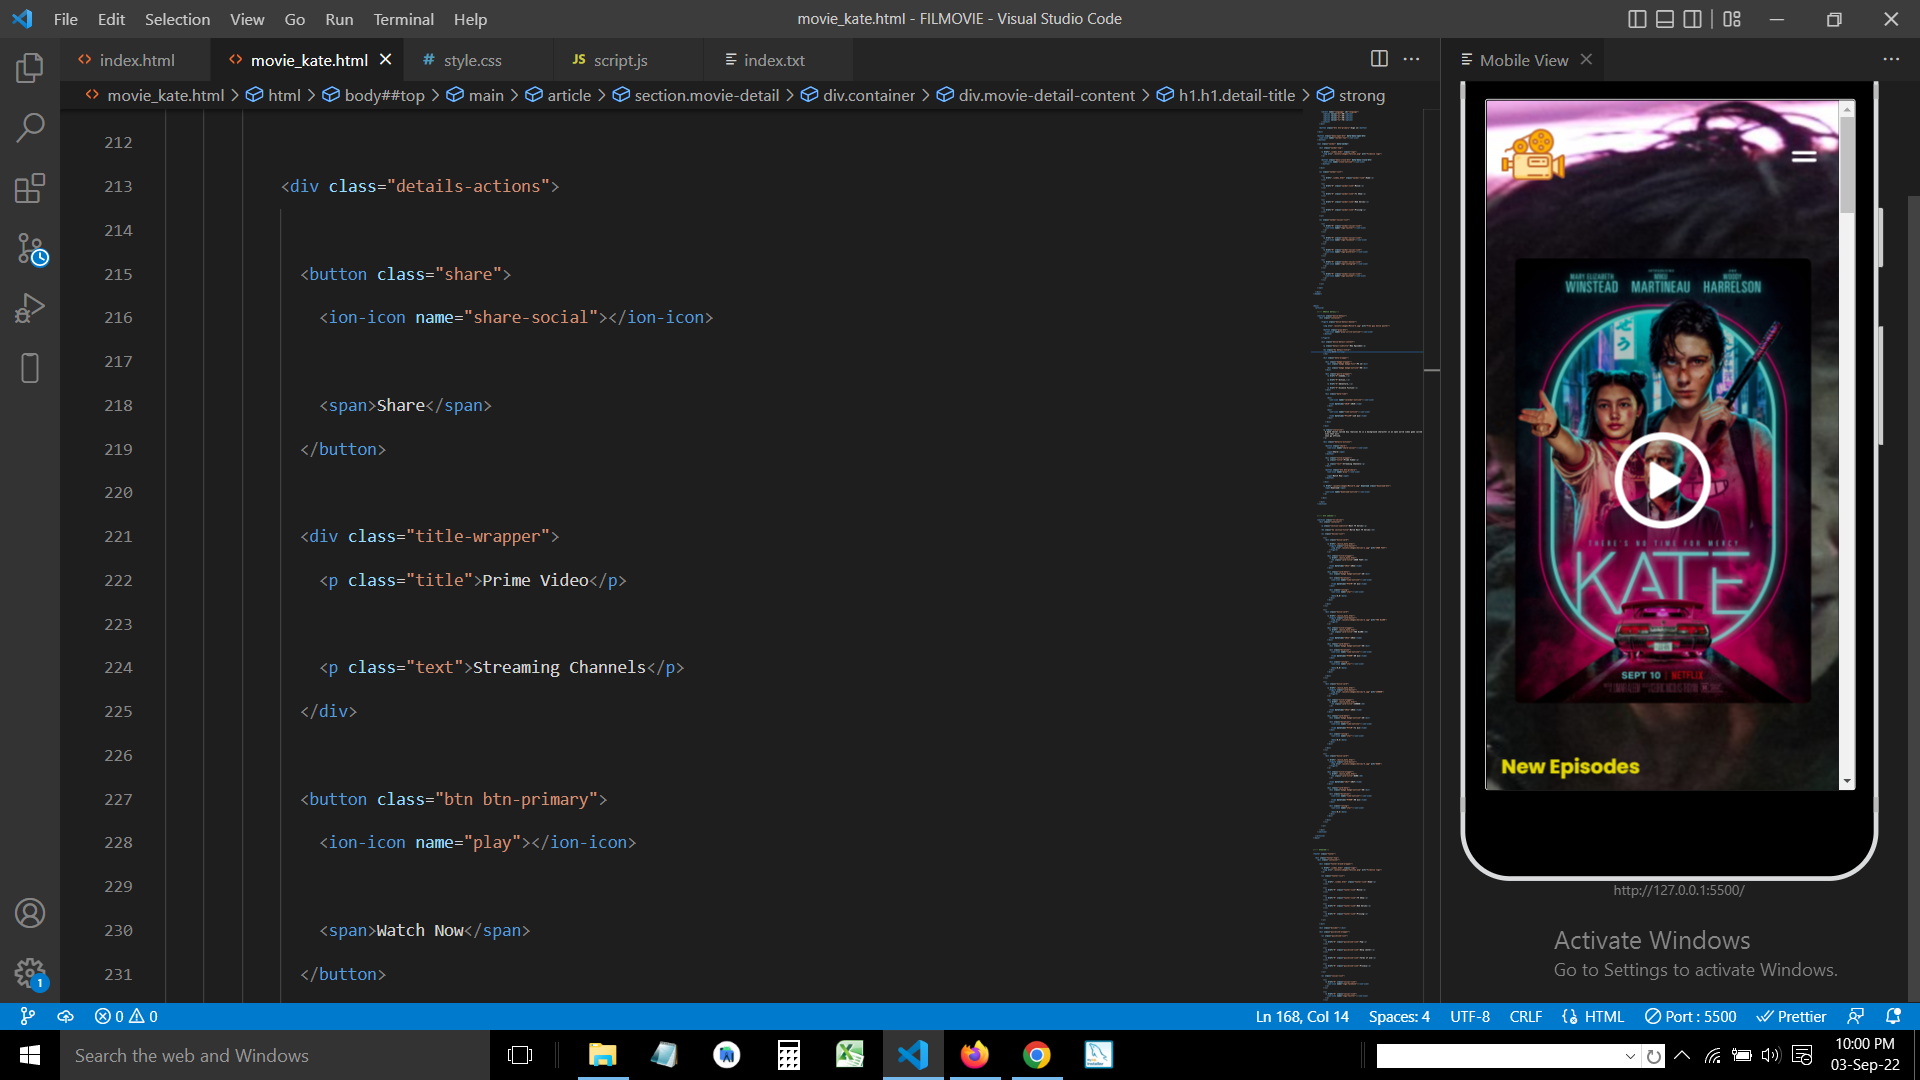 File Edit Selection View Go Run Terminal Help
movie_kate.html - FILMOVIE - Visual Studio Code
index.html
movie_kate.html
# style.css
JS script.js
index.txt
Mobile View
movie_kate.html > html > body##top > main > article > section.movie-detail > div.container > div.movie-detail-content > h1.h1.detail-title > strong
212
213 <div class="details-actions">
214
215 <button class="share">
216 <ion-icon name="share-social"></ion-icon>
217
218 <span>Share</span>
219 </button>
220
221 <div class="title-wrapper">
222 <p class="title">Prime Video</p>
223
224 <p class="text">Streaming Channels</p>
225 </div>
226
227 <button class="btn btn-primary">
228 <ion-icon name="play"></ion-icon>
229
230 <span>Watch Now</span>
231 </button>
MARY ELIZABETH WINSTEAD
MARTINEAU
WOODY HARRELSON
THERE'S NO TIME FOR MERCY
KATE
SEPT 10 | NETFLIX
New Episodes
http://127.0.0.1:5500/
Activate Windows
Go to Settings to activate Windows.
1
0 0
Ln 168, Col 14
Spaces: 4
UTF-8
CRLF
HTML
Port : 5500
Prettier
Search the web and Windows
10:00 PM
03-Sep-22